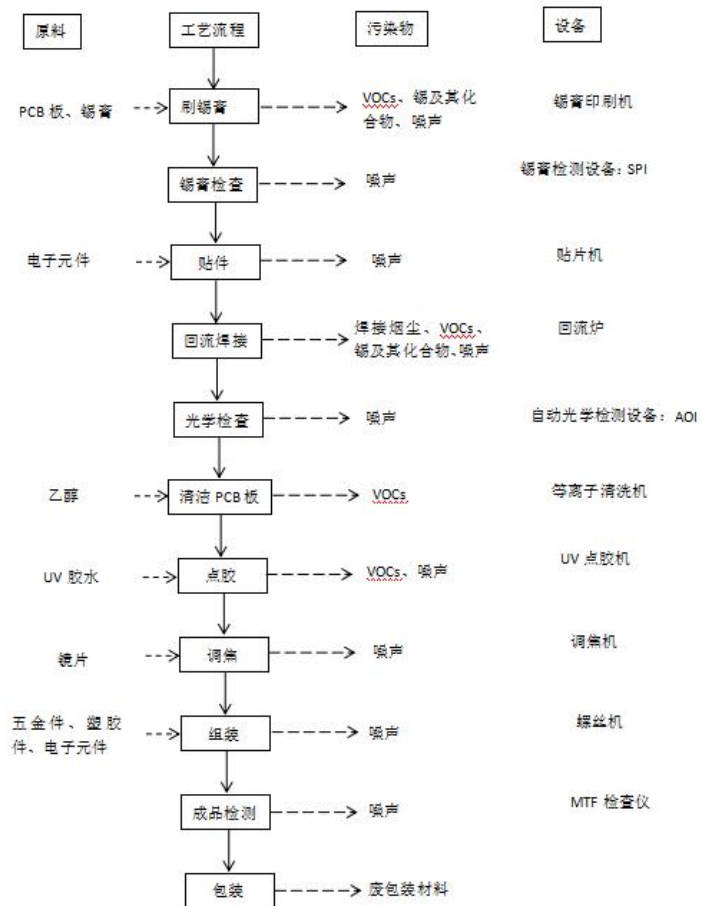 原料 工艺流程 污染物 设备
PCB 板、锡膏 刷锡膏 VOCs、锡及其化 锡膏印刷机
合物、噪声
锡膏检查 噪声 锡膏检测设备：SPI
电子元件 贴件 噪声 贴片机
回流焊接 焊接烟尘、VOCs、 回流炉
锡及其化合物、噪声
光学检查 噪声 自动光学检测设备：AOI
乙醇 清洁 PCB 板 VOCs 等离子清洗机
UV 胶水 点胶 VOCs、噪声 UV 点胶机
镜片 调焦 噪声 调焦机
五金件、塑胶 组装 噪声 螺丝机
件、电子元件
成品检测 噪声 MTF 检查仪
包装 废包装材料